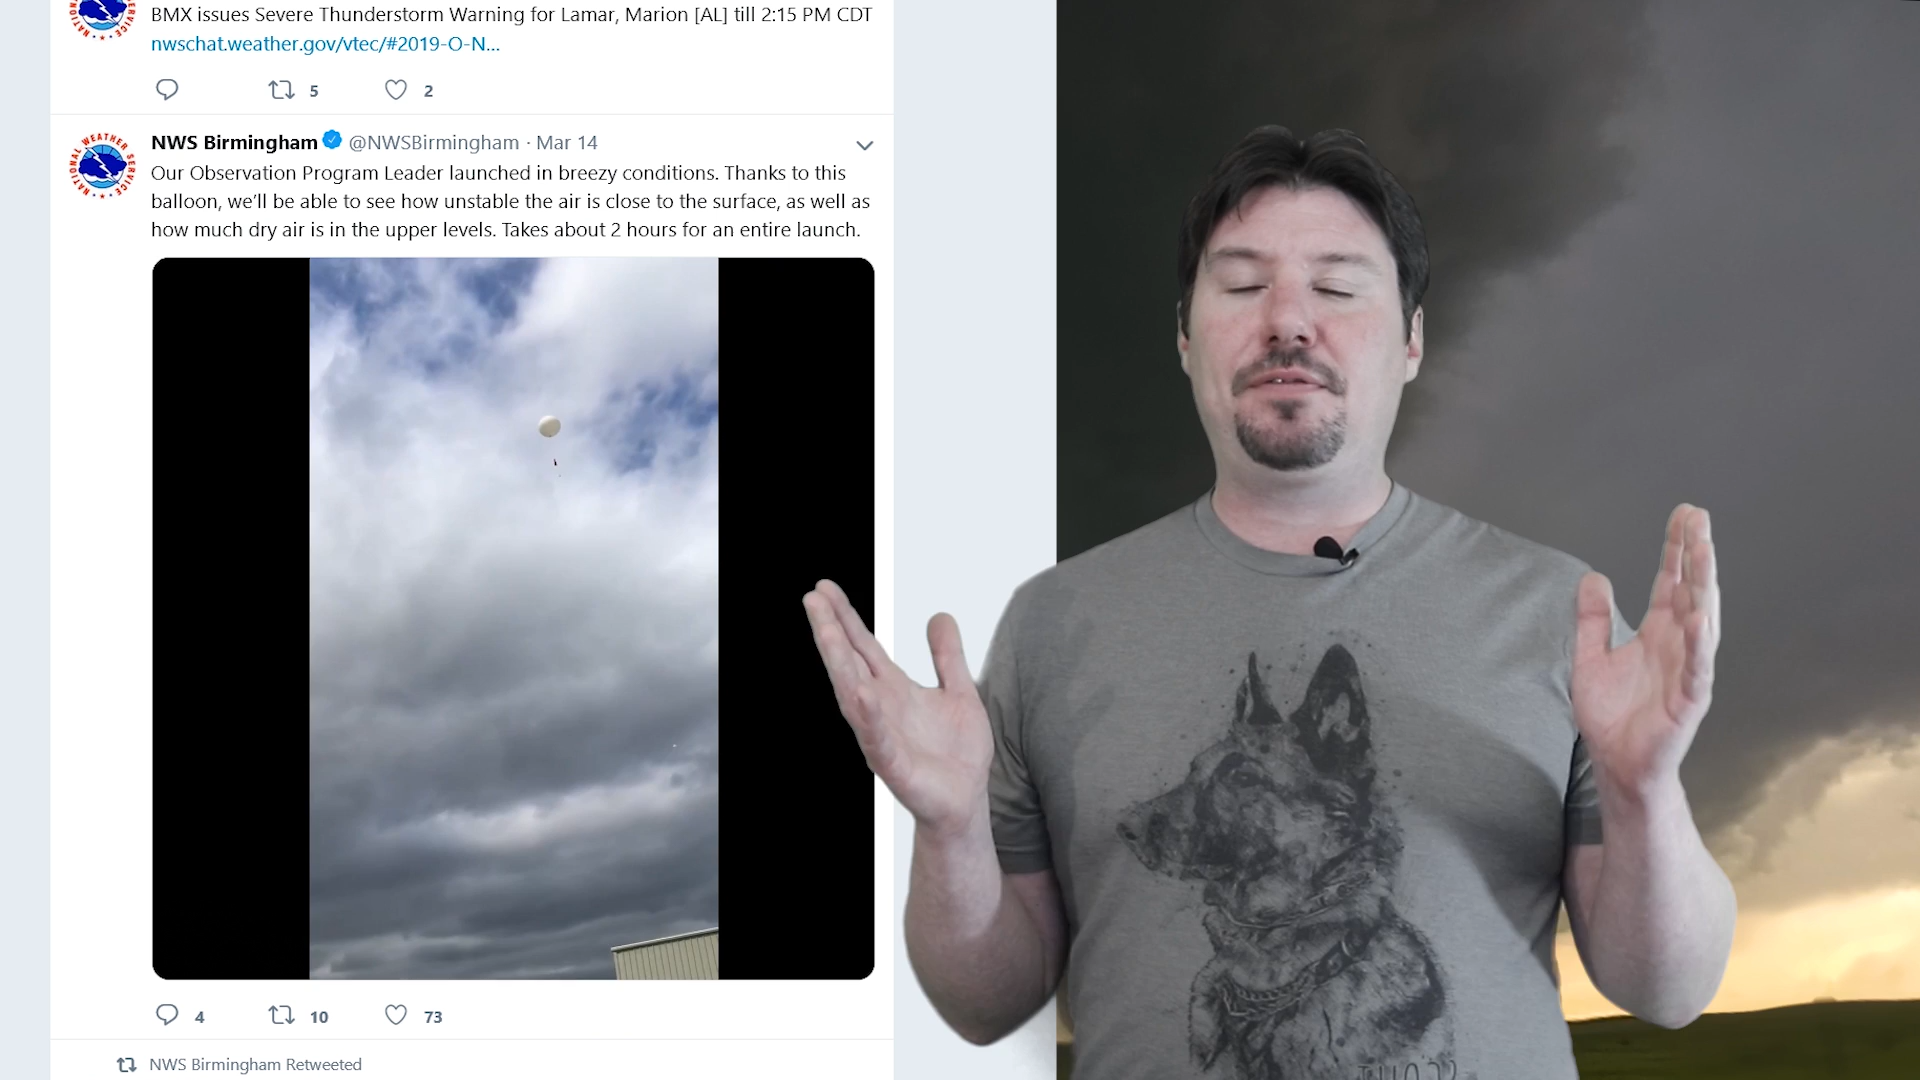 BMX issues Severe Thunderstorm Warning for Lamar, Marion [AL] till 2:15 PM CDT
nwschat.weather.gov/vtec/#2019-O-N...
5 2
NWS Birmingham @NWSBirmingham · Mar 14
Our Observation Program Leader launched in breezy conditions. Thanks to this
balloon, we’ll be able to see how unstable the air is close to the surface, as well as
how much dry air is in the upper levels. Takes about 2 hours for an entire launch.
NATIONAL WEATHER SERVICE
4 10 73
NWS Birmingham Retweeted